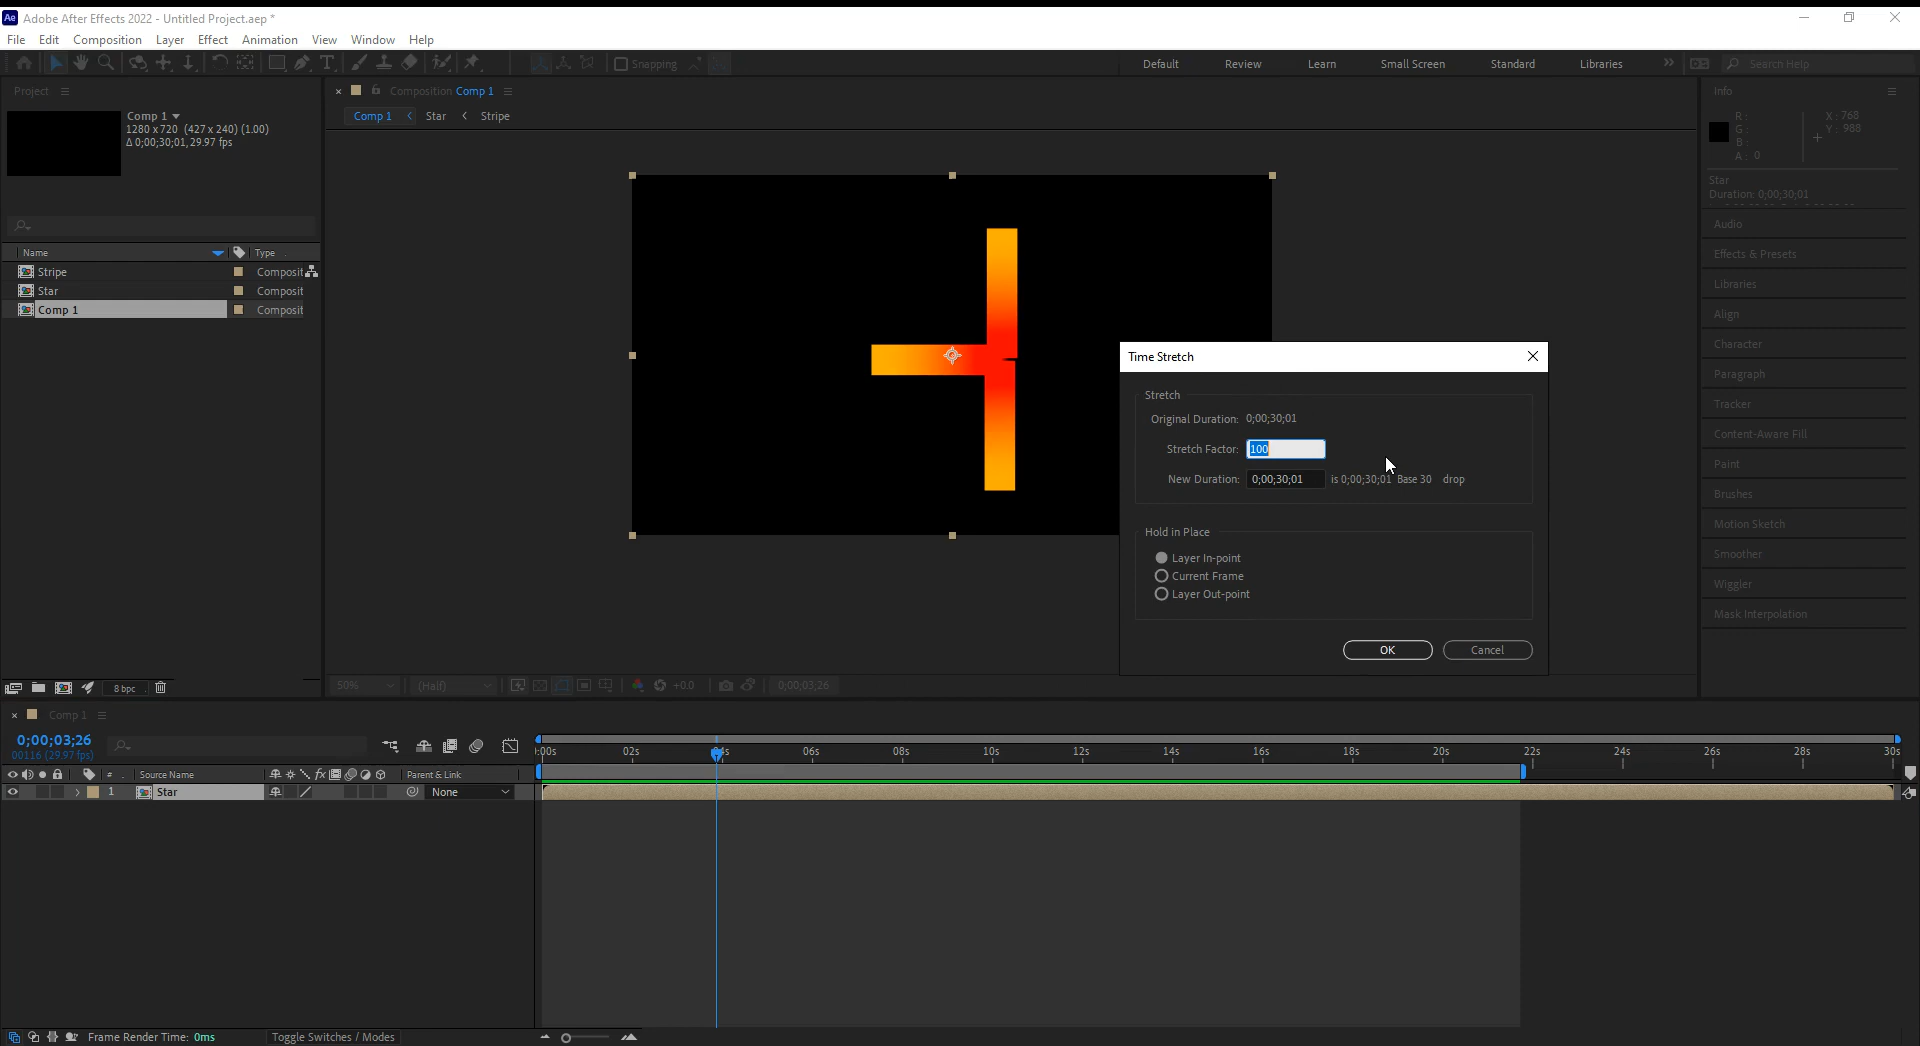 Ae Adobe After Effects 2022 - Untitled Project.aep *
File Edit Composition Layer Effect Animation View Window Help
Snapping
Default Review Learn Small Screen Standard Libraries
Search Help
Project
Comp 1
1280 x 720 (427 x 240) (1.00)
Δ 0;00;30;01, 29.97 fps
Name Type
Stripe Composit
Star Composit
Comp 1 Composit
8 bpc
Composition Comp 1
Comp 1 < Star < Stripe
50% (Half) +0.0 0;00;03;26
Time Stretch
Stretch
Original Duration: 0;00;30;01
Stretch Factor: 100
New Duration: 0;00;30;01 is 0;00;30;01 Base 30 drop
Hold in Place
Layer In-point
Current Frame
Layer Out-point
OK Cancel
Info
R: X: 768
G: Y: 988
B:
A: 0
Star
Duration: 0;00;30;01
Audio
Effects & Presets
Libraries
Align
Character
Paragraph
Tracker
Content-Aware Fill
Paint
Brushes
Motion Sketch
Smoother
Wiggler
Mask Interpolation
Comp 1
0;00;03;26
00116 (29.97 fps)
:00s 02s 04s 06s 08s 10s 12s 14s 16s 18s 20s 22s 24s 26s 28s 30s
# Source Name fx Parent & Link
1 Star None
Frame Render Time: 0ms Toggle Switches / Modes